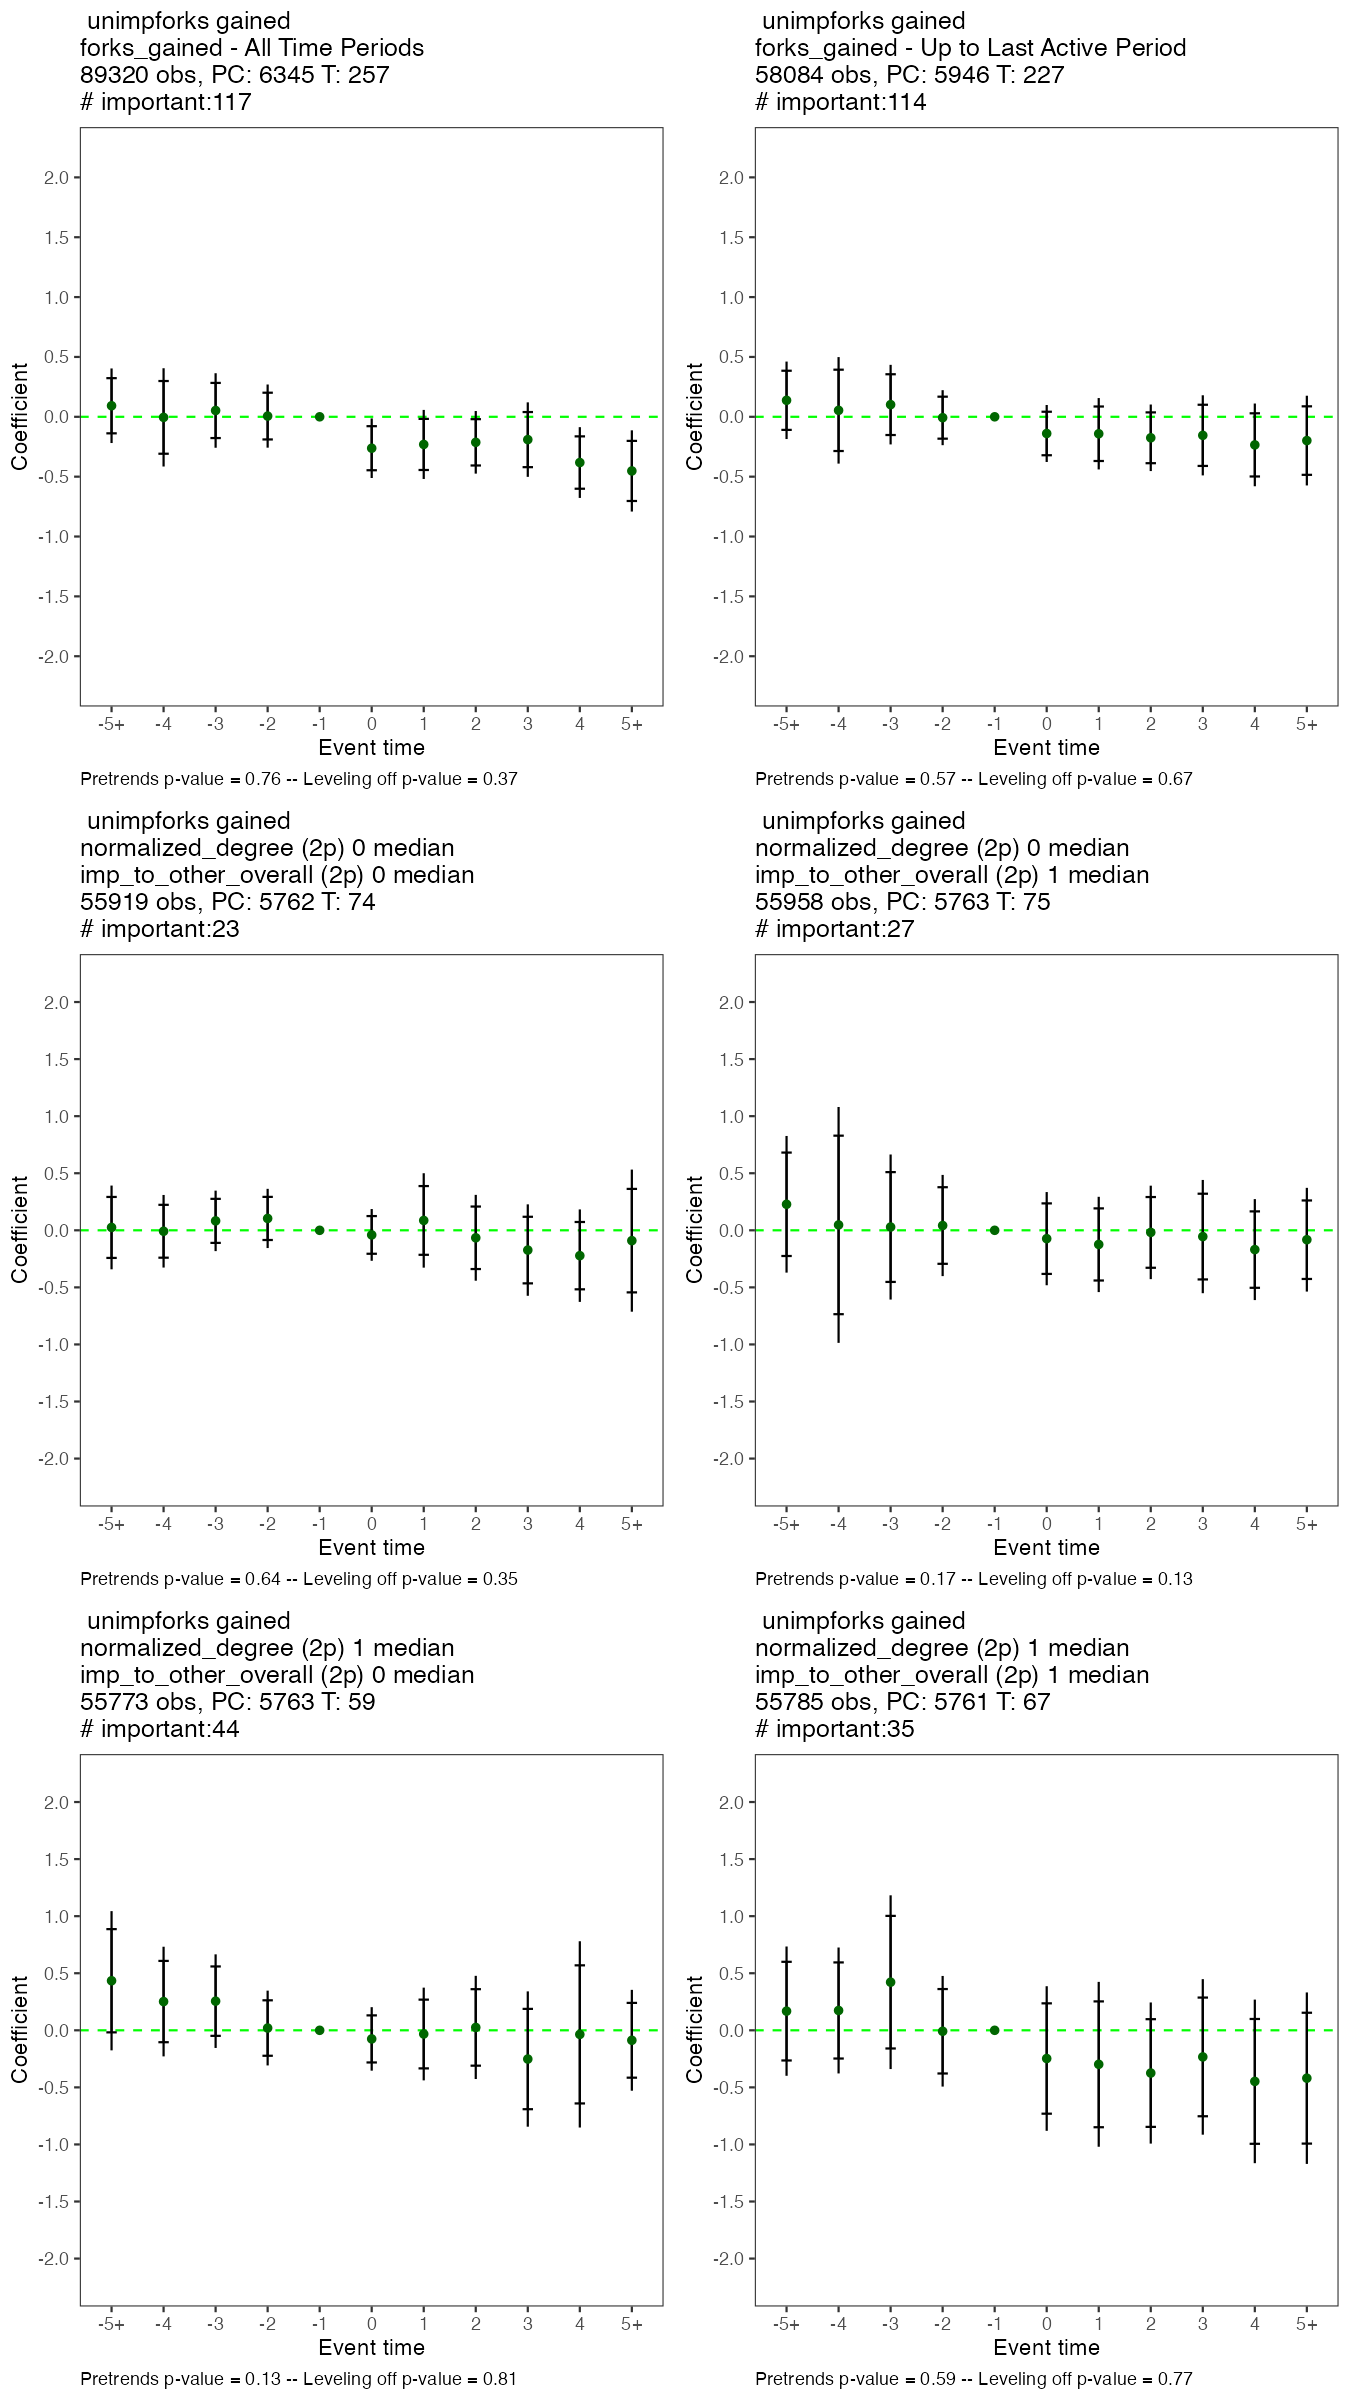 unimpforks gained
forks_gained - All Time Periods
89320 obs, PC: 6345 T: 257
# important:117
Coefficient
2.0
1.5
1.0
0.5
0.0
-0.5
-1.0
-1.5
-2.0
-5+ -4 -3 -2 -1 0 1 2 3 4 5+
Event time
Pretrends p-value = 0.76 -- Leveling off p-value = 0.37
unimpforks gained
forks_gained - Up to Last Active Period
58084 obs, PC: 5946 T: 227
# important:114
Coefficient
2.0
1.5
1.0
0.5
0.0
-0.5
-1.0
-1.5
-2.0
-5+ -4 -3 -2 -1 0 1 2 3 4 5+
Event time
Pretrends p-value = 0.57 -- Leveling off p-value = 0.67
unimpforks gained
normalized_degree (2p) 0 median
imp_to_other_overall (2p) 0 median
55919 obs, PC: 5762 T: 74
# important:23
Coefficient
2.0
1.5
1.0
0.5
0.0
-0.5
-1.0
-1.5
-2.0
-5+ -4 -3 -2 -1 0 1 2 3 4 5+
Event time
Pretrends p-value = 0.64 -- Leveling off p-value = 0.35
unimpforks gained
normalized_degree (2p) 0 median
imp_to_other_overall (2p) 1 median
55958 obs, PC: 5763 T: 75
# important:27
Coefficient
2.0
1.5
1.0
0.5
0.0
-0.5
-1.0
-1.5
-2.0
-5+ -4 -3 -2 -1 0 1 2 3 4 5+
Event time
Pretrends p-value = 0.17 -- Leveling off p-value = 0.13
unimpforks gained
normalized_degree (2p) 1 median
imp_to_other_overall (2p) 0 median
55773 obs, PC: 5763 T: 59
# important:44
Coefficient
2.0
1.5
1.0
0.5
0.0
-0.5
-1.0
-1.5
-2.0
-5+ -4 -3 -2 -1 0 1 2 3 4 5+
Event time
Pretrends p-value = 0.13 -- Leveling off p-value = 0.81
unimpforks gained
normalized_degree (2p) 1 median
imp_to_other_overall (2p) 1 median
55785 obs, PC: 5761 T: 67
# important:35
Coefficient
2.0
1.5
1.0
0.5
0.0
-0.5
-1.0
-1.5
-2.0
-5+ -4 -3 -2 -1 0 1 2 3 4 5+
Event time
Pretrends p-value = 0.59 -- Leveling off p-value = 0.77